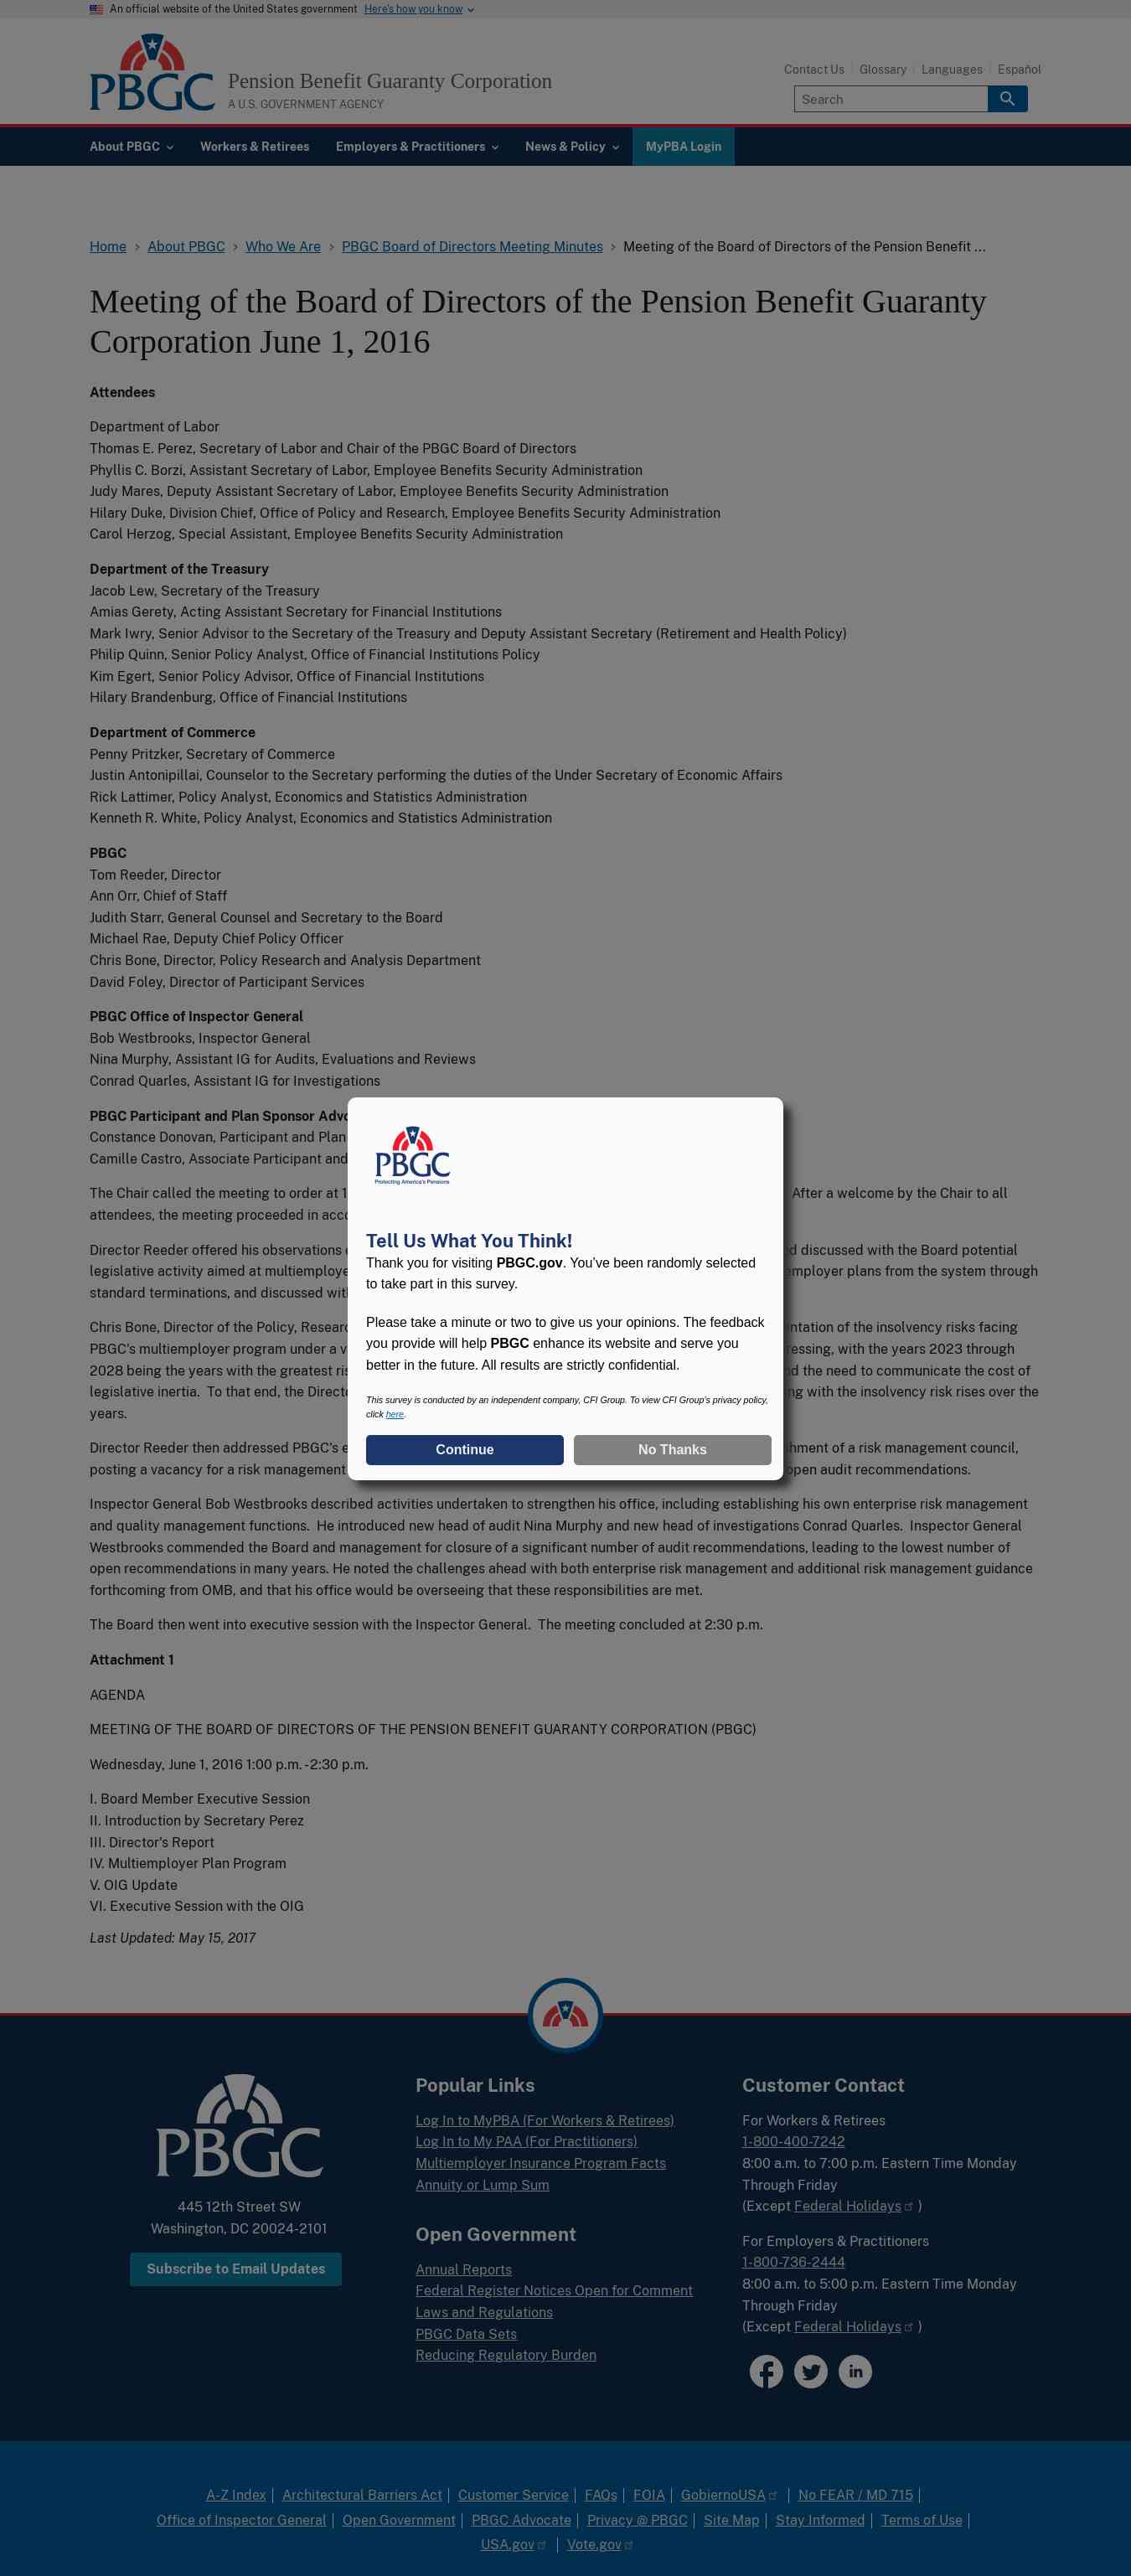 An official website of the United States government Here's how you know
PBGC
Pension Benefit Guaranty Corporation
A U.S. GOVERNMENT AGENCY
Contact Us Glossary Languages Español
Search
About PBGC Workers & Retirees Employers & Practitioners News & Policy MyPBA Login
Home About PBGC Who We Are PBGC Board of Directors Meeting Minutes Meeting of the Board of Directors of the Pension Benefit ...
Meeting of the Board of Directors of the Pension Benefit Guaranty
Corporation June 1, 2016
Attendees
Department of Labor
Thomas E. Perez, Secretary of Labor and Chair of the PBGC Board of Directors
Phyllis C. Borzi, Assistant Secretary of Labor, Employee Benefits Security Administration
Judy Mares, Deputy Assistant Secretary of Labor, Employee Benefits Security Administration
Hilary Duke, Division Chief, Office of Policy and Research, Employee Benefits Security Administration
Carol Herzog, Special Assistant, Employee Benefits Security Administration
Department of the Treasury
Jacob Lew, Secretary of the Treasury
Amias Gerety, Acting Assistant Secretary for Financial Institutions
Mark Iwry, Senior Advisor to the Secretary of the Treasury and Deputy Assistant Secretary (Retirement and Health Policy)
Philip Quinn, Senior Policy Analyst, Office of Financial Institutions Policy
Kim Egert, Senior Policy Advisor, Office of Financial Institutions
Hilary Brandenburg, Office of Financial Institutions
Department of Commerce
Penny Pritzker, Secretary of Commerce
Justin Antonipillai, Counselor to the Secretary performing the duties of the Under Secretary of Economic Affairs
Rick Lattimer, Policy Analyst, Economics and Statistics Administration
Kenneth R. White, Policy Analyst, Economics and Statistics Administration
PBGC
Tom Reeder, Director
Ann Orr, Chief of Staff
Judith Starr, General Counsel and Secretary to the Board
Michael Rae, Deputy Chief Policy Officer
Chris Bone, Director, Policy Research and Analysis Department
David Foley, Director of Participant Services
PBGC Office of Inspector General
Bob Westbrooks, Inspector General
Nina Murphy, Assistant IG for Audits, Evaluations and Reviews
Conrad Quarles, Assistant IG for Investigations
PBGC Participant and Plan Sponsor
Constance Donovan, Participant and Plan
Camille Castro, Associate Participant and
The Chair called the meeting to order at After a welcome by the Chair to all
attendees, the meeting proceeded in
Director Reeder offered his observations discussed with the Board potential
legislative activity aimed at plans from the system through
standard terminations, and discussed
Chris Bone, Director of the Policy, of the insolvency risks facing
PBGC's multiemployer program under a with the years 2023 through
2028 being the years with the greatest the need to communicate the cost of
legislative inertia. To that end, the with the insolvency risk rises over the
years.
Director Reeder then addressed PBGC's of a risk management council,
posting a vacancy for a risk management open audit recommendations.
PBGC
Protecting America's Pensions
Tell Us What You Think!
Thank you for visiting PBGC.gov. You've been randomly selected
to take part in this survey.
Please take a minute or two to give us your opinions. The feedback
you provide will help PBGC enhance its website and serve you
better in the future. All results are strictly confidential.
This survey is conducted by an independent company, CFI Group. To view CFI Group's privacy policy,
click here.
Continue No Thanks
Inspector General Bob Westbrooks described activities undertaken to strengthen his office, including establishing his own enterprise risk management
and quality management functions. He introduced new head of audit Nina Murphy and new head of investigations Conrad Quarles. Inspector General
Westbrooks commended the Board and management for closure of a significant number of audit recommendations, leading to the lowest number of
open recommendations in many years. He noted the challenges ahead with both enterprise risk management and additional risk management guidance
forthcoming from OMB, and that his office would be overseeing that these responsibilities are met.
The Board then went into executive session with the Inspector General. The meeting concluded at 2:30 p.m.
Attachment 1
AGENDA
MEETING OF THE BOARD OF DIRECTORS OF THE PENSION BENEFIT GUARANTY CORPORATION (PBGC)
Wednesday, June 1, 2016 1:00 p.m. - 2:30 p.m.
I. Board Member Executive Session
II. Introduction by Secretary Perez
III. Director's Report
IV. Multiemployer Plan Program
V. OIG Update
VI. Executive Session with the OIG
Last Updated: May 15, 2017
PBGC
445 12th Street SW
Washington, DC 20024-2101
Subscribe to Email Updates
Popular Links
Log In to MyPBA (For Workers & Retirees)
Log In to My PAA (For Practitioners)
Multiemployer Insurance Program Facts
Annuity or Lump Sum
Open Government
Annual Reports
Federal Register Notices Open for Comment
Laws and Regulations
PBGC Data Sets
Reducing Regulatory Burden
Customer Contact
For Workers & Retirees
1-800-400-7242
8:00 a.m. to 7:00 p.m. Eastern Time Monday
Through Friday
(Except Federal Holidays )
For Employers & Practitioners
1-800-736-2444
8:00 a.m. to 5:00 p.m. Eastern Time Monday
Through Friday
(Except Federal Holidays )
in
A-Z Index Architectural Barriers Act Customer Service FAQs FOIA GobiernoUSA No FEAR / MD 715
Office of Inspector General Open Government PBGC Advocate Privacy @ PBGC Site Map Stay Informed Terms of Use
USA.gov Vote.gov